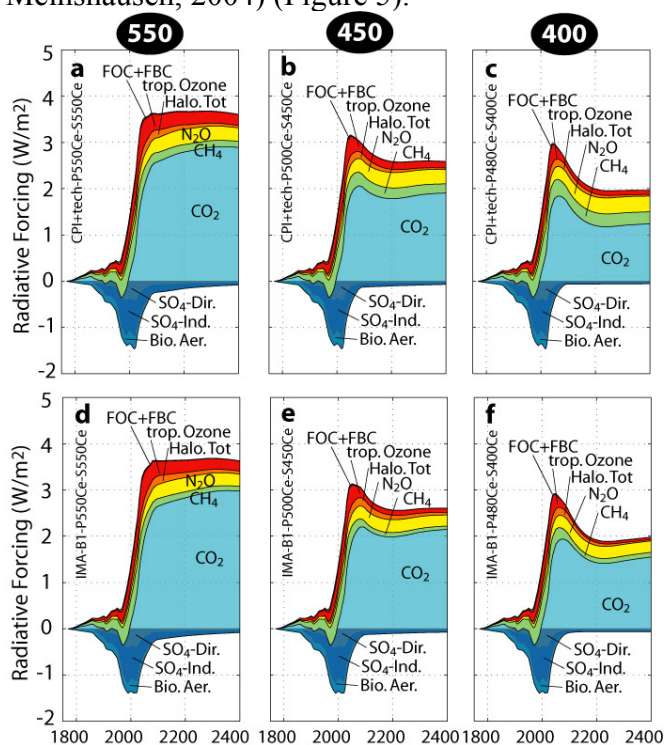 Meinshausen, 2004) (Figure 5).
550 450 400
5
4
3
2
1
0
-1
-2
Radiative Forcing (W/m²)
a
CPI+tech-P550Ce-S550Ce
FOC+FBC
trop. Ozone
Halo.Tot
N₂O
CH₄
CO₂
SO₄-Dir.
SO₄-Ind.
Bio. Aer.
b
CPI+tech-P500Ce-S450Ce
FOC+FBC
trop. Ozone
Halo.Tot
N₂O
CH₄
CO₂
SO₄-Dir.
SO₄-Ind.
Bio. Aer.
c
CPI+tech-P480Ce-S400Ce
FOC+FBC
trop. Ozone
Halo.Tot
N₂O
CH₄
CO₂
SO₄-Dir.
SO₄-Ind.
Bio. Aer.
5
4
3
2
1
0
-1
-2
Radiative Forcing (W/m²)
d
IMA-B1-P550Ce-S550Ce
FOC+FBC
trop. Ozone
Halo.Tot
N₂O
CH₄
CO₂
SO₄-Dir.
SO₄-Ind.
Bio. Aer.
1800 2000 2200 2400
e
IMA-B1-P500Ce-S450Ce
FOC+FBC
trop. Ozone
Halo.Tot
N₂O
CH₄
CO₂
SO₄-Dir.
SO₄-Ind.
Bio. Aer.
1800 2000 2200 2400
f
IMA-B1-P480Ce-S400Ce
FOC+FBC
trop. Ozone
Halo.Tot
N₂O
CH₄
CO₂
SO₄-Dir.
SO₄-Ind.
Bio. Aer.
1800 2000 2200 2400